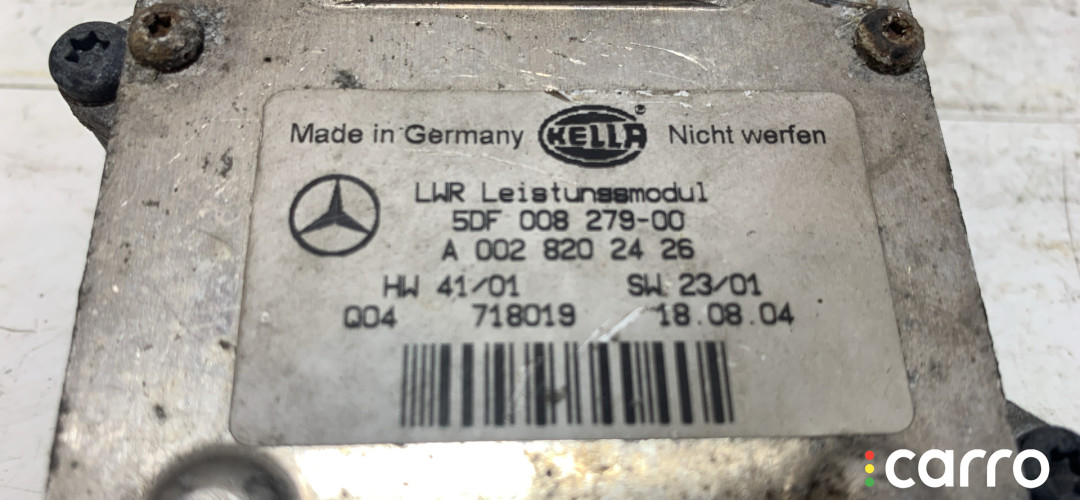 Made in Germany HELLA ® Nicht werfen
LWR Leistungsmodul
5DF 008 279-00
A 002 820 24 26
HW 41/01 SW 23/01
Q04 718019 18.08.04
carro